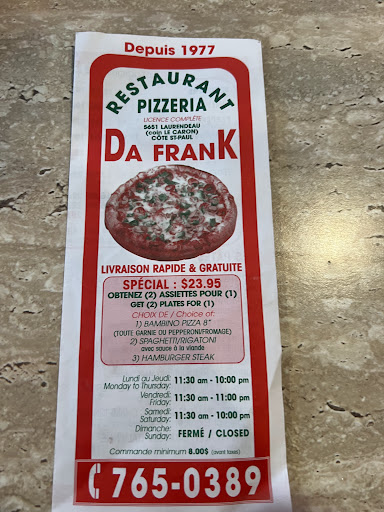 Depuis 1977
RESTAURANT
PIZZERIA
LICENCE COMPLÈTE
5651 LAURENDEAU
(coin LE CARON)
CÔTE ST-PAUL
DA FRANK
LIVRAISON RAPIDE & GRATUITE
SPÉCIAL : $23.95
OBTENEZ (2) ASSIETTES POUR (1)
GET (2) PLATES FOR (1)
CHOIX DE / Choice of:
1) BAMBINO PIZZA 8"
(TOUTE GARNIE OU PEPPERONI/FROMAGE)
2) SPAGHETTI/RIGATONI
avec sauce à la viande
3) HAMBURGER STEAK
Lundi au Jeudi:
Monday to Thursday: 11:30 am - 10:00 pm
Vendredi:
Friday: 11:30 am - 11:00 pm
Samedi:
Saturday: 11:30 am - 10:00 pm
Dimanche:
Sunday: FERMÉ / CLOSED
Commande minimum 8.00$ (avant taxes)
765-0389